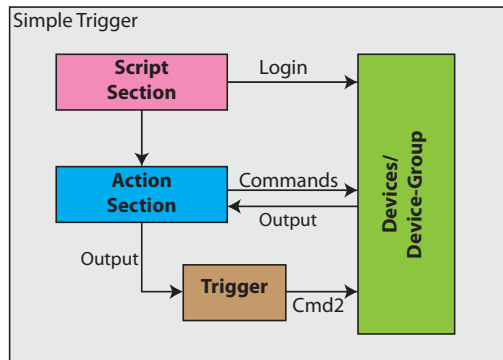 Simple Trigger
Script
Section
Login
Action
Section
Commands
Output
Devices/
Device-Group
Output
Trigger
Cmd2